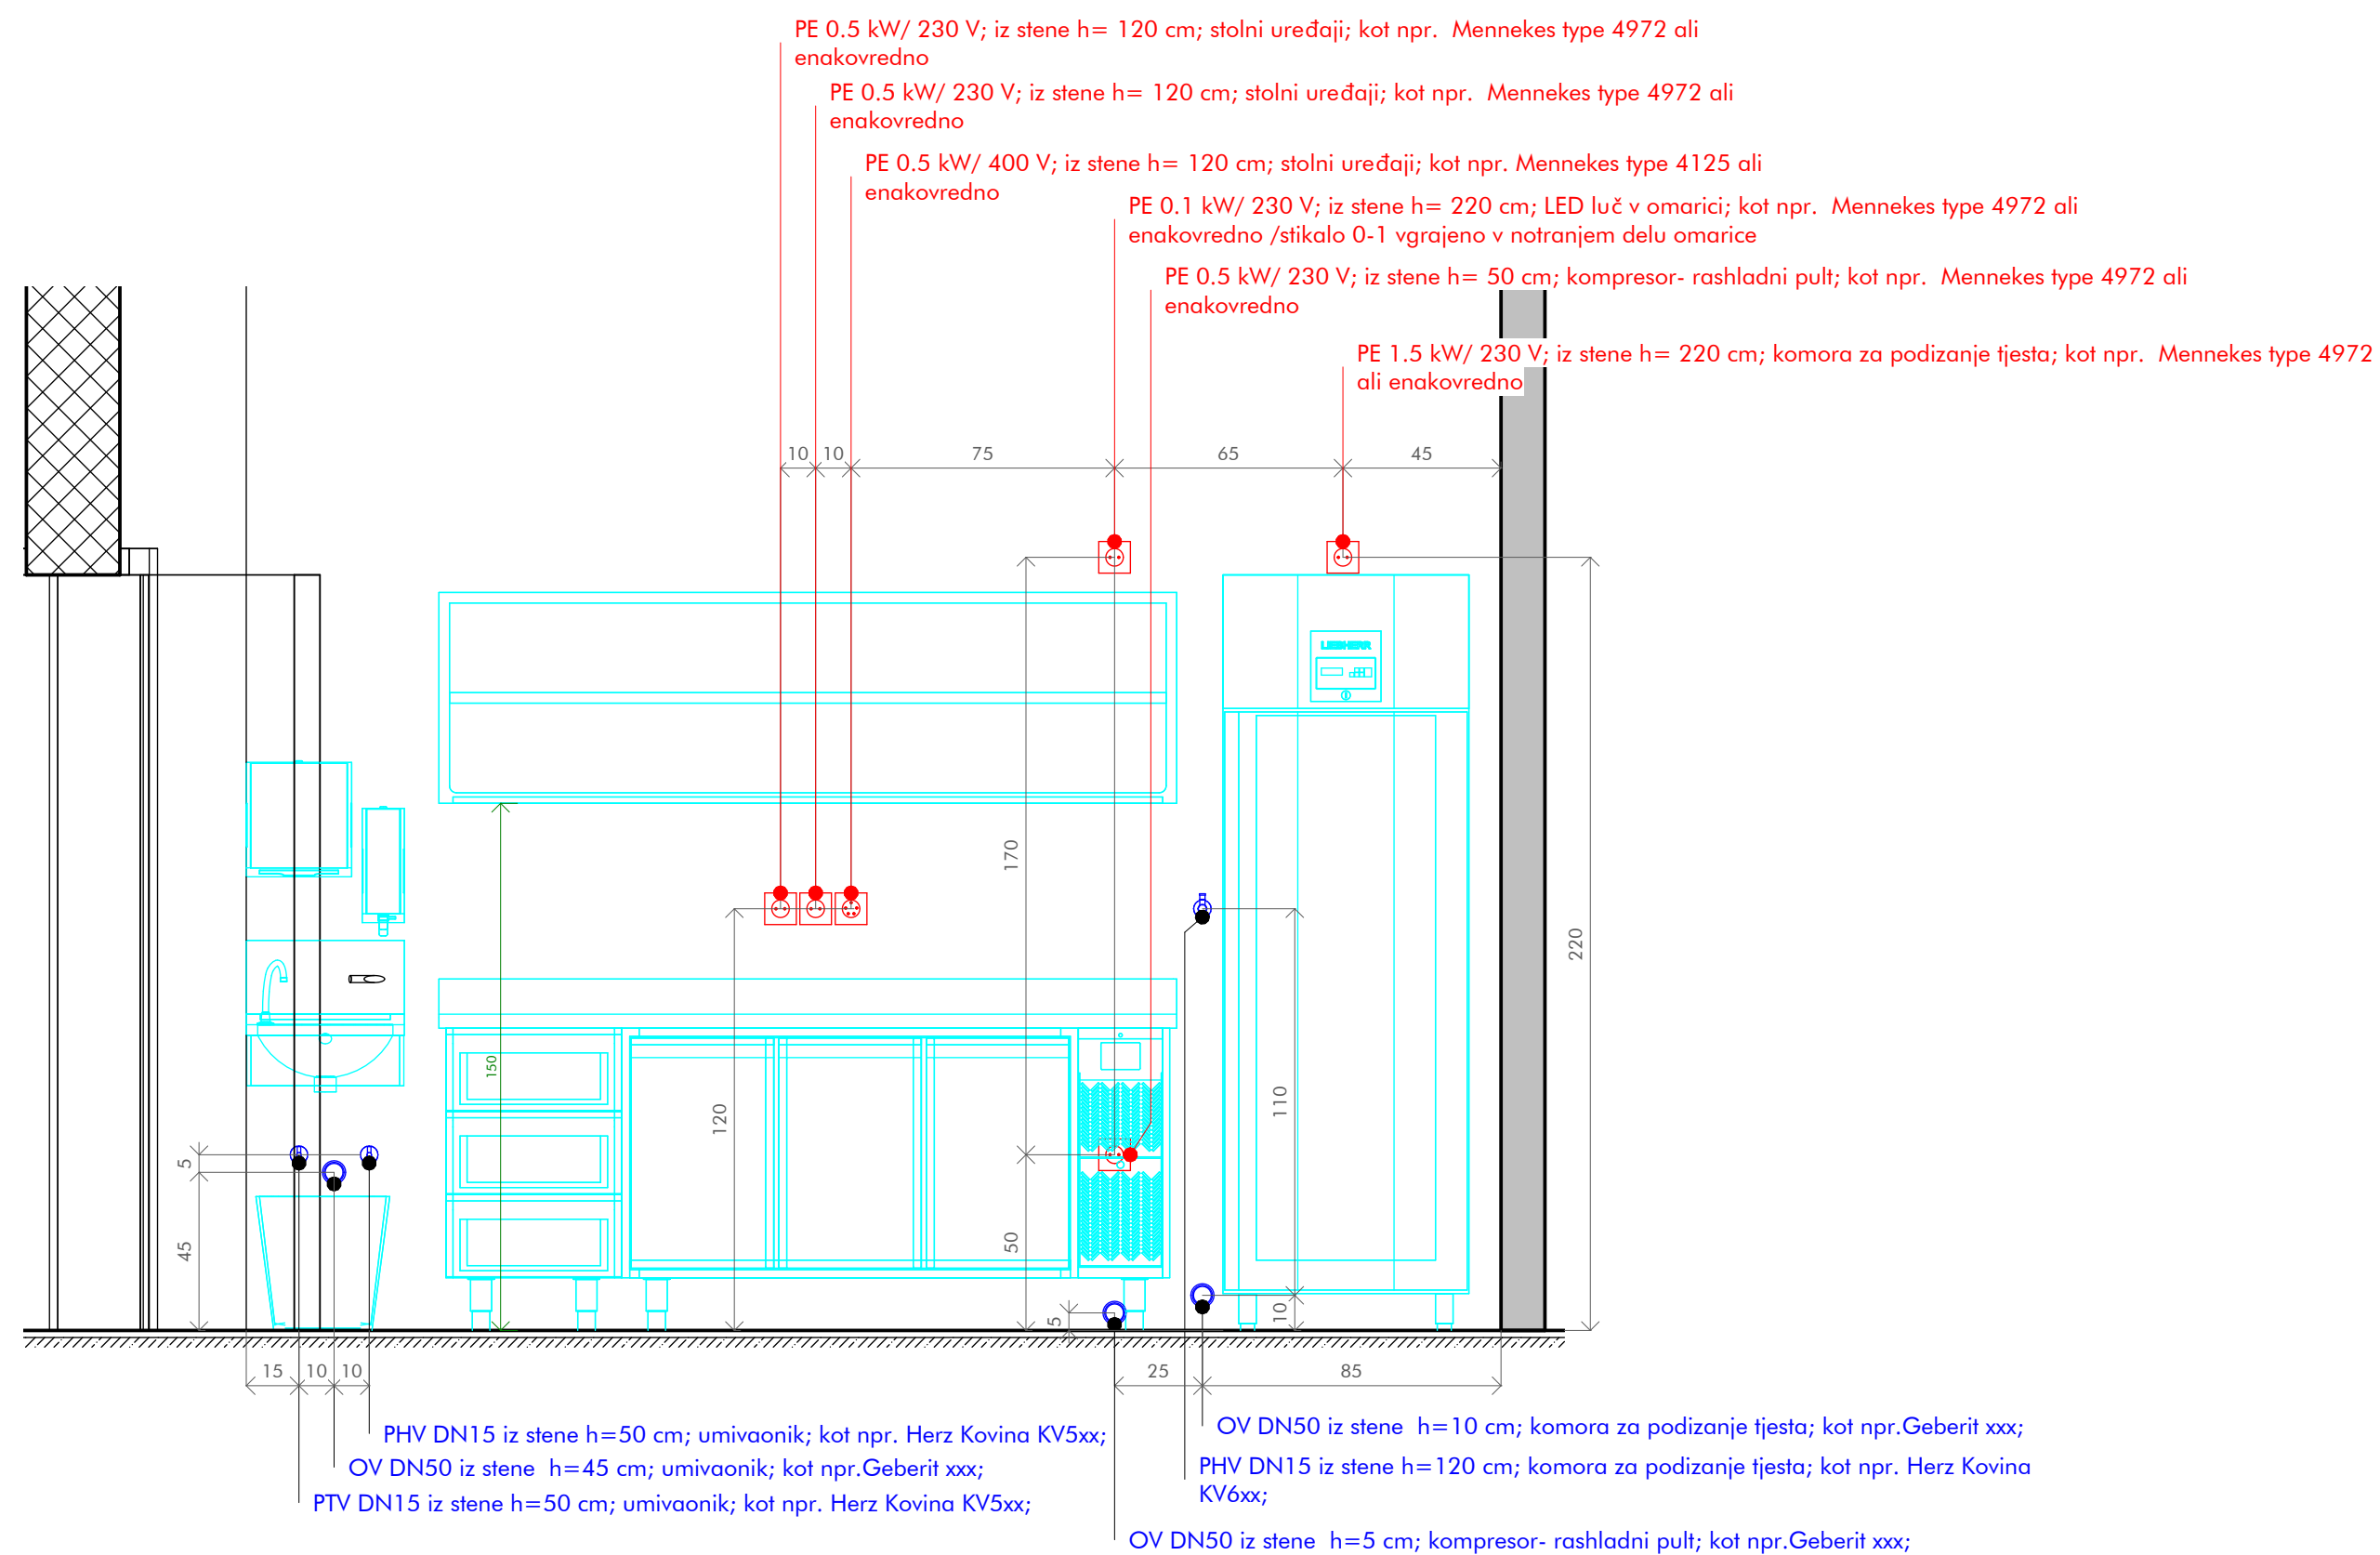 PE 0.5 kW/ 230 V; iz stene h= 120 cm; stolni uređaji; kot npr.  Mennekes type 4972 ali
enakovredno
PE 0.5 kW/ 230 V; iz stene h= 120 cm; stolni uređaji; kot npr.  Mennekes type 4972 ali
enakovredno
PE 0.5 kW/ 400 V; iz stene h= 120 cm; stolni uređaji; kot npr. Mennekes type 4125 ali
enakovredno
PE 0.1 kW/ 230 V; iz stene h= 220 cm; LED luč v omarici; kot npr.  Mennekes type 4972 ali
enakovredno /stikalo 0-1 vgrajeno v notranjem delu omarice
PE 0.5 kW/ 230 V; iz stene h= 50 cm; kompresor- rashladni pult; kot npr.  Mennekes type 4972 ali
enakovredno
PE 1.5 kW/ 230 V; iz stene h= 220 cm; komora za podizanje tjesta; kot npr.  Mennekes type 4972
ali enakovredno
10 10 75 65 45
LIEBHERR
170
220
150
120
110
5
45
50
5
10
15 10 10
25 85
PHV DN15 iz stene h=50 cm; umivaonik; kot npr. Herz Kovina KV5xx;
OV DN50 iz stene  h=45 cm; umivaonik; kot npr.Geberit xxx;
PTV DN15 iz stene h=50 cm; umivaonik; kot npr. Herz Kovina KV5xx;
OV DN50 iz stene  h=10 cm; komora za podizanje tjesta; kot npr.Geberit xxx;
PHV DN15 iz stene h=120 cm; komora za podizanje tjesta; kot npr. Herz Kovina
KV6xx;
OV DN50 iz stene  h=5 cm; kompresor- rashladni pult; kot npr.Geberit xxx;